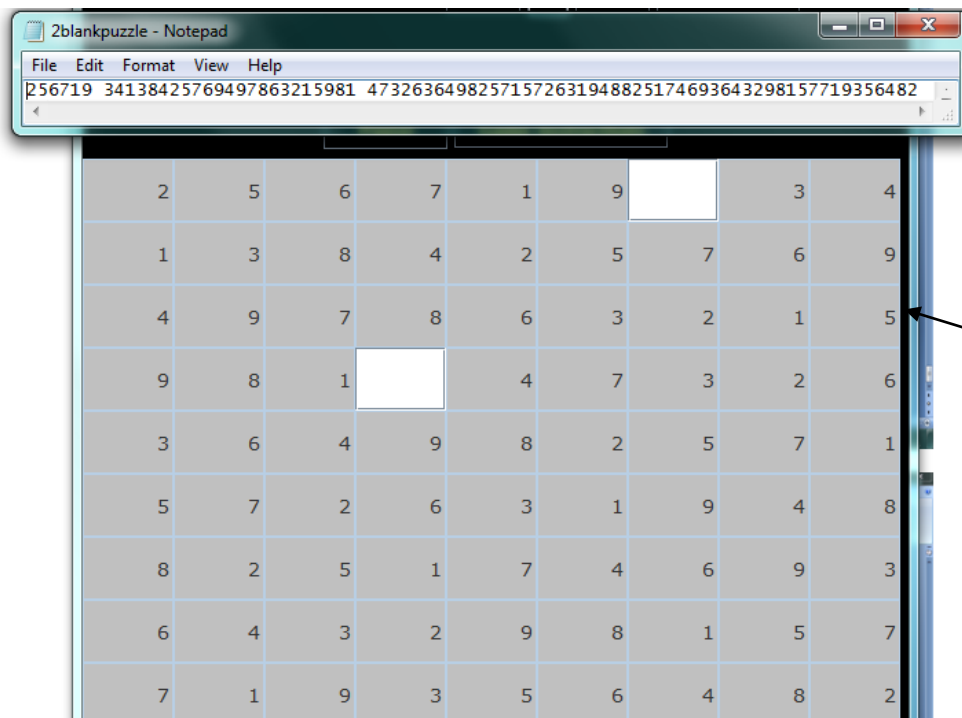 2blankpuzzle - Notepad
File Edit Format View Help
256719 34138425769497863215981 47326364982571572631948825174693643298157719356482
2 5 6 7 1 9 3 4
1 3 8 4 2 5 7 6 9
4 9 7 8 6 3 2 1 5
9 8 1 4 7 3 2 6
3 6 4 9 8 2 5 7 1
5 7 2 6 3 1 9 4 8
8 2 5 1 7 4 6 9 3
6 4 3 2 9 8 1 5 7
7 1 9 3 5 6 4 8 2